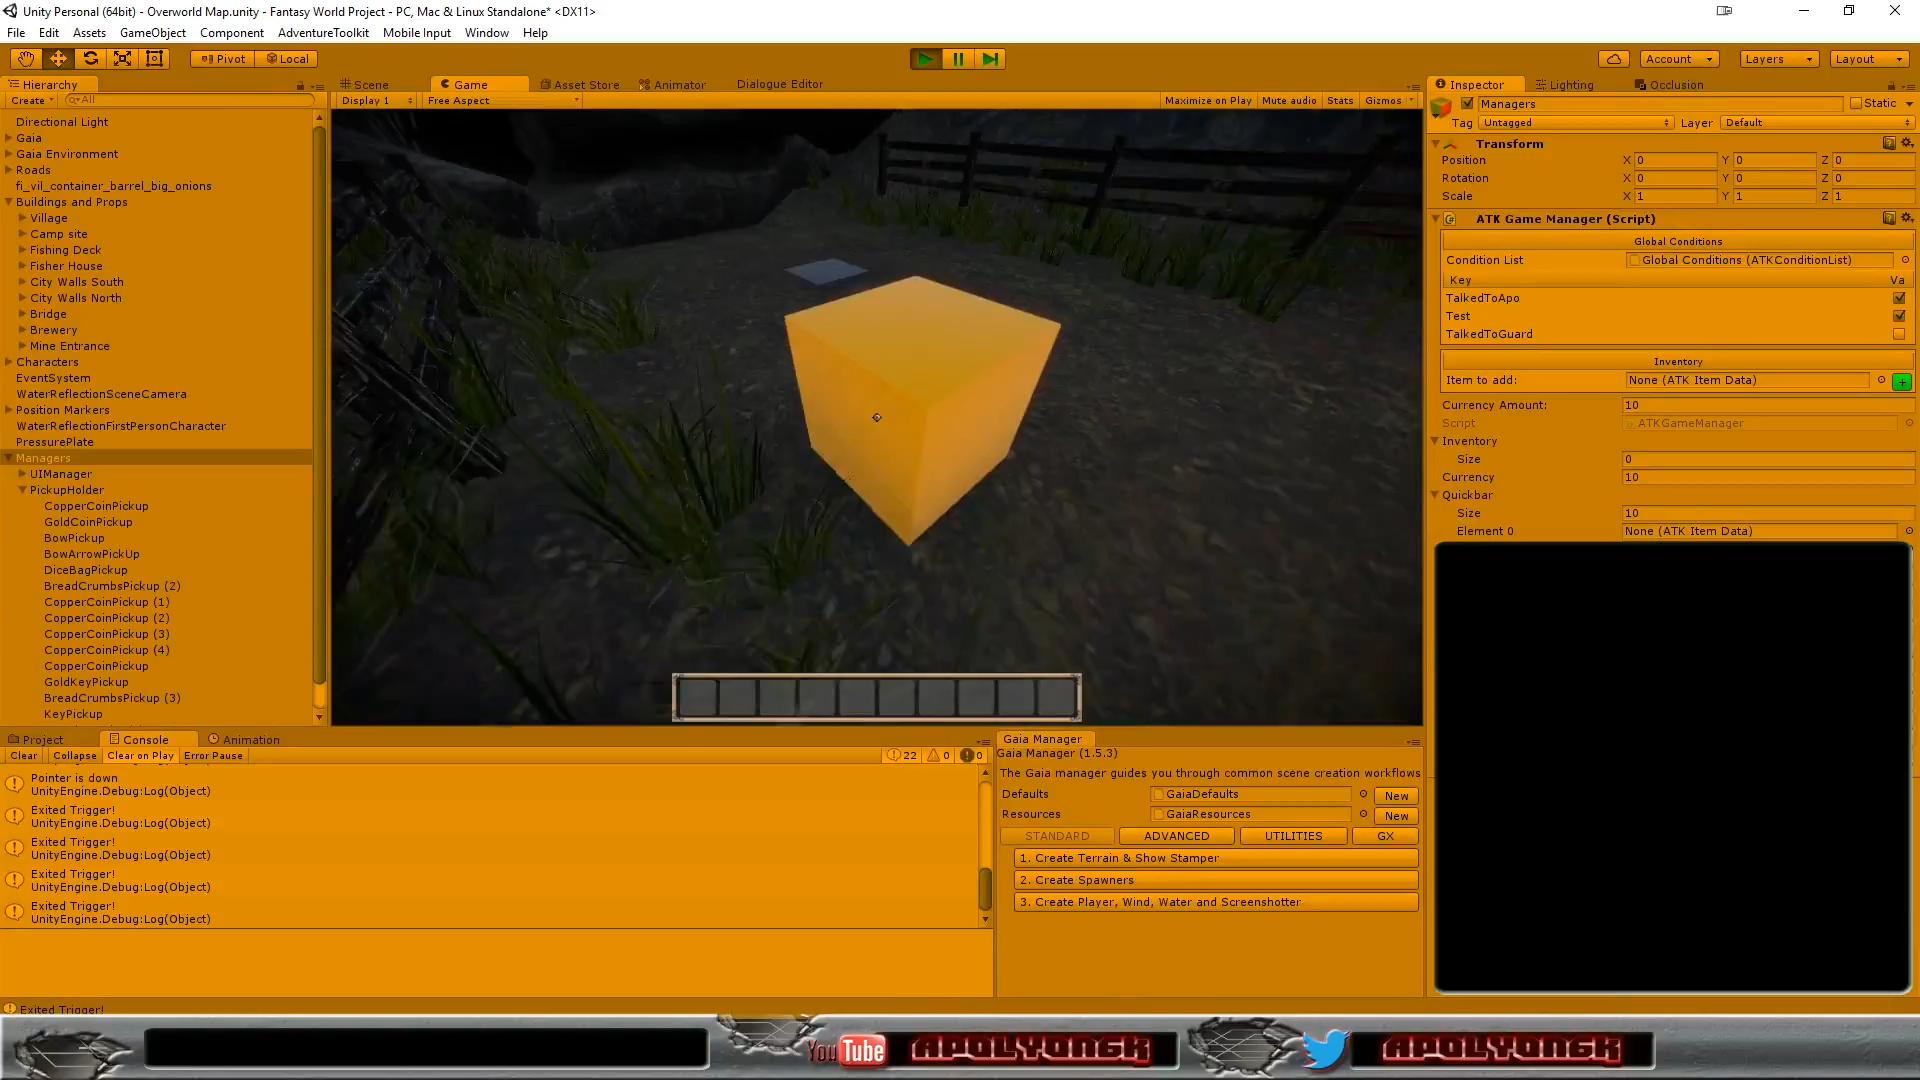 Unity Personal (64bit) - Overworld Map.unity - Fantasy World Project - PC, Mac & Linux Standalone* <DX11>
File Edit Assets GameObject Component AdventureToolkit Mobile Input Window Help
Pivot Local Account Layers Layout
Hierarchy
Create All
Directional Light
Gaia
Gaia Environment
Roads
fi_vil_container_barrel_big_onions
Buildings and Props
Village
Camp site
Fishing Deck
Fisher House
City Walls South
City Walls North
Bridge
Brewery
Mine Entrance
Characters
EventSystem
WaterReflectionSceneCamera
Position Markers
WaterReflectionFirstPersonCharacter
PressurePlate
Managers
UIManager
PickupHolder
CopperCoinPickup
GoldCoinPickup
BowPickup
BowArrowPickUp
DiceBagPickup
BreadCrumbsPickup (2)
CopperCoinPickup (1)
CopperCoinPickup (2)
CopperCoinPickup (3)
CopperCoinPickup (4)
CopperCoinPickup
GoldKeyPickup
BreadCrumbsPickup (3)
KeyPickup
Scene Game Asset Store Animator Dialogue Editor
Display 1 Free Aspect Maximize on Play Mute audio Stats Gizmos
Inspector Lighting Occlusion
Managers Static
Tag Untagged Layer Default
Transform
Position X 0 Y 0 Z 0
Rotation X 0 Y 0 Z 0
Scale X 1 Y 1 Z 1
ATK Game Manager (Script)
Global Conditions
Condition List Global Conditions (ATKConditionList)
Key Va
TalkedToApo
Test
TalkedToGuard
Inventory
Item to add: None (ATK Item Data)
Currency Amount: 10
Script ATKGameManager
Inventory
Size 0
Currency 10
Quickbar
Size 10
Element 0 None (ATK Item Data)
Project Console Animation
Clear Collapse Clear on Play Error Pause 22 0 0
Pointer is down
UnityEngine.Debug:Log(Object)
Exited Trigger!
UnityEngine.Debug:Log(Object)
Exited Trigger!
UnityEngine.Debug:Log(Object)
Exited Trigger!
UnityEngine.Debug:Log(Object)
Exited Trigger!
UnityEngine.Debug:Log(Object)
Exited Trigger!
Gaia Manager
Gaia Manager (1.5.3)
The Gaia manager guides you through common scene creation workflows
Defaults GaiaDefaults New
Resources GaiaResources New
STANDARD ADVANCED UTILITIES GX
1. Create Terrain & Show Stamper
2. Create Spawners
3. Create Player, Wind, Water and Screenshotter
YouTube APOLYON6K APOLYON6K